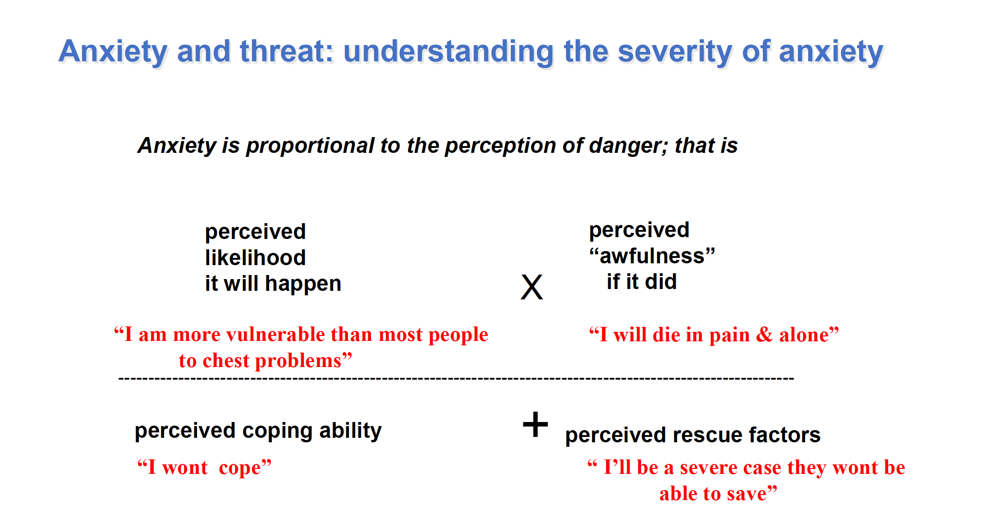 Anxiety and threat: understanding the severity of anxiety
Anxiety is proportional to the perception of danger; that is
perceived
likelihood
it will happen
X
perceived
“awfulness”
if it did
“I am more vulnerable than most people
to chest problems”
“I will die in pain & alone”
--------------------------------------------------------------------------------------------------------------------
perceived coping ability
+
perceived rescue factors
“I wont  cope”
“ I’ll be a severe case they wont be
able to save”